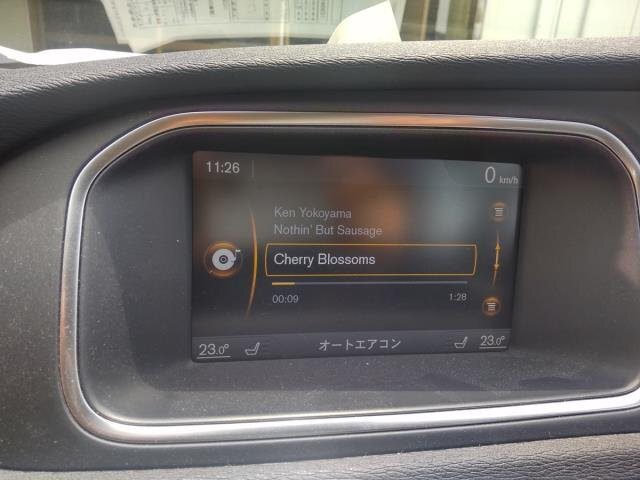 11:26
0 km/h
Ken Yokoyama
Nothin' But Sausage
Cherry Blossoms
00:09 1:28
23.0° オートエアコン 23.0°